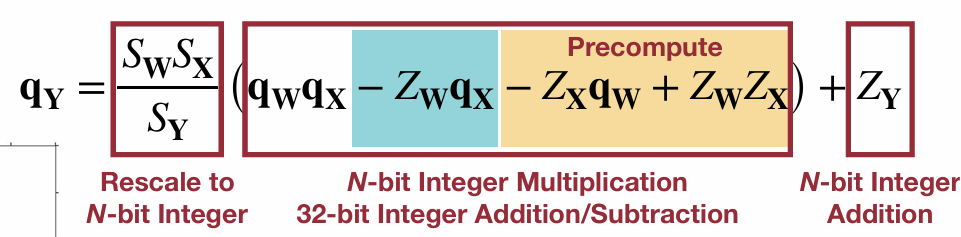 Precompute
q_Y = S_W S_X / S_Y (q_W q_X − Z_W q_X − Z_X q_W + Z_W Z_X) + Z_Y
Rescale to
N-bit Integer
N-bit Integer Multiplication
32-bit Integer Addition/Subtraction
N-bit Integer
Addition